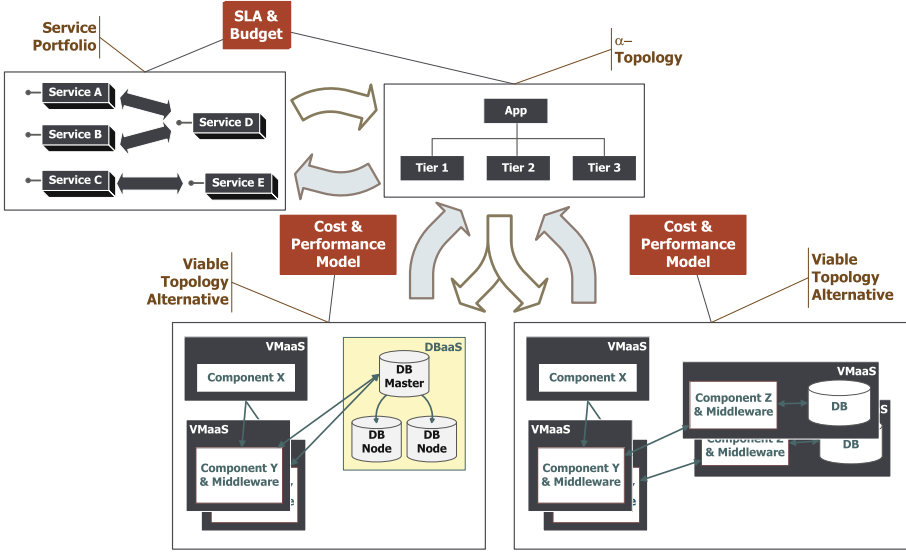 SLA &
Budget
Service
Portfolio
α–
Topology
Service A
Service B
Service C
Service D
Service E
App
Tier 1
Tier 2
Tier 3
Cost &
Performance
Model
Cost &
Performance
Model
Viable
Topology
Alternative
Viable
Topology
Alternative
VMaaS
Component X
VMaaS
Component Y
& Middleware
DBaaS
DB
Master
DB
Node
DB
Node
VMaaS
Component X
VMaaS
Component Y
& Middleware
VMaaS
Component Z
& Middleware
DB
S
Component Z
& Middleware
DB